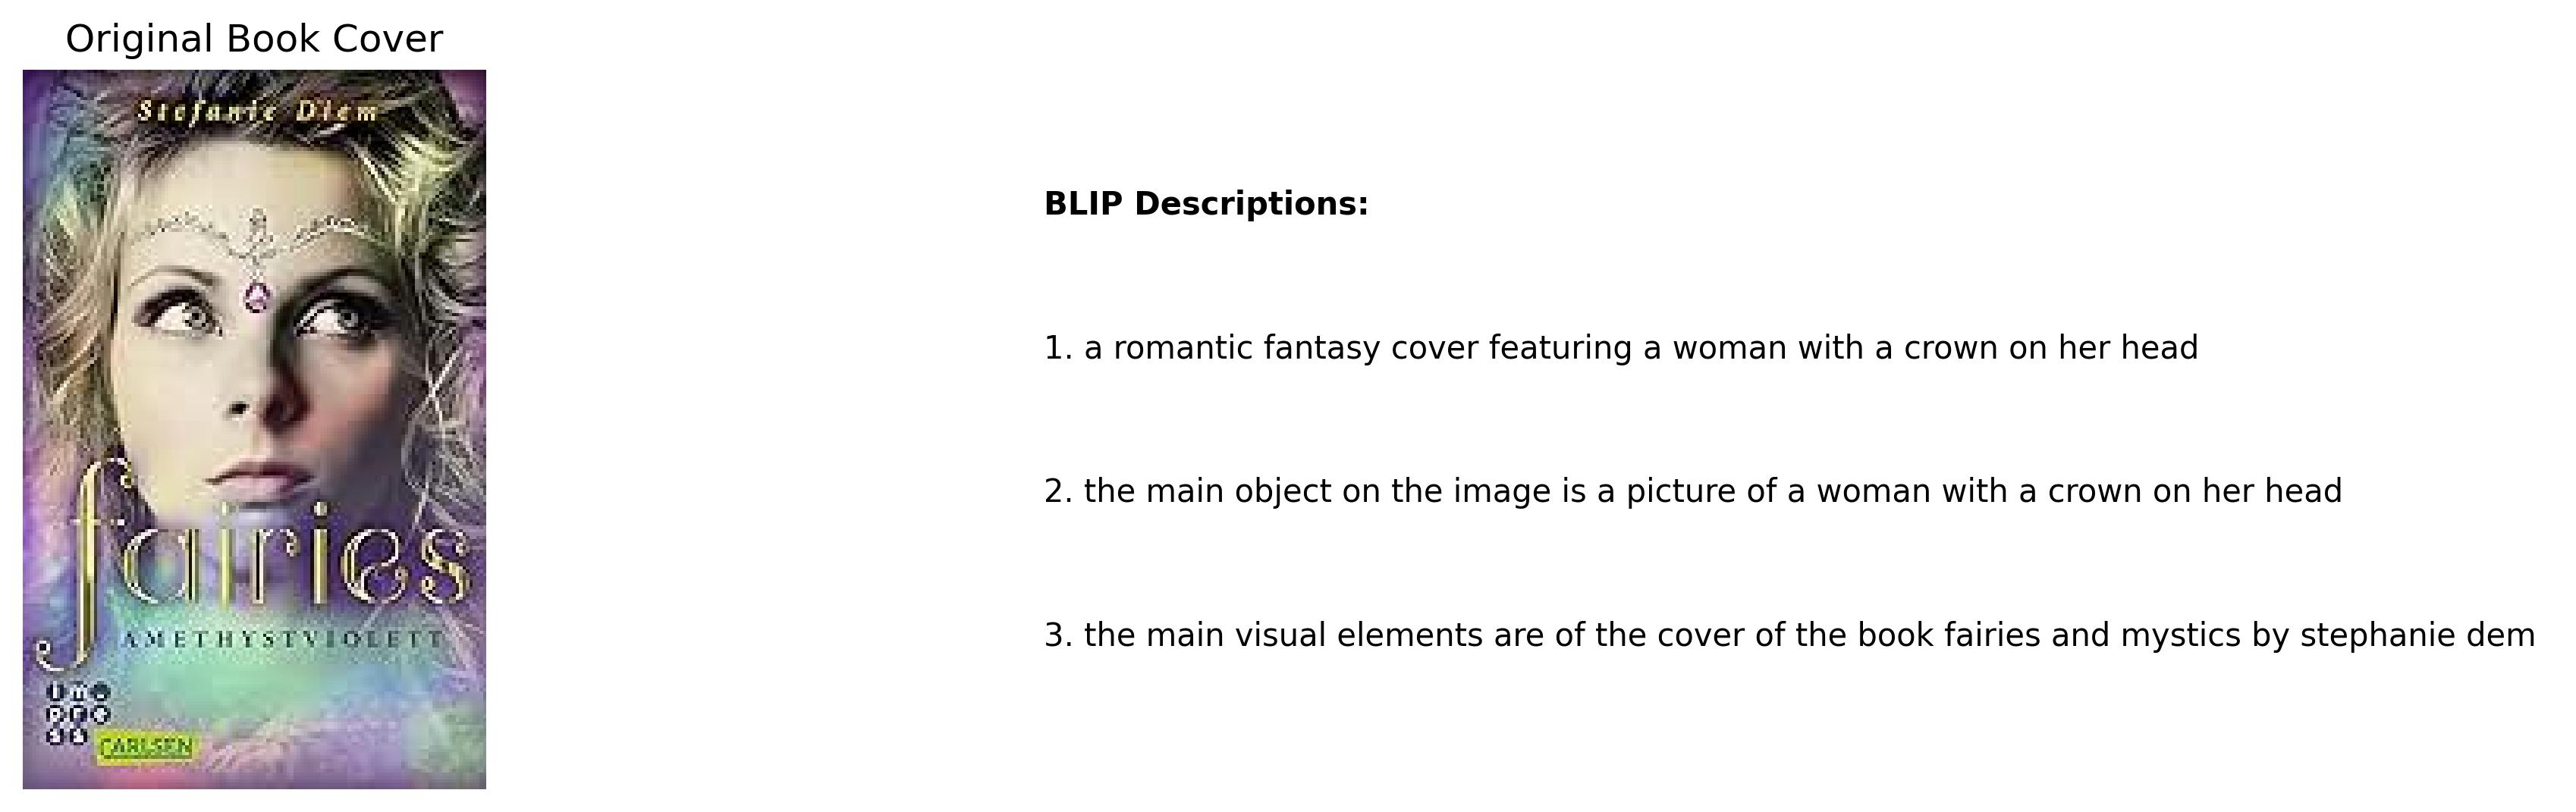 Original Book Cover
Stefanie Diem
fairies
AMETHYSTVIOLETT
CARLSEN
BLIP Descriptions:
1. a romantic fantasy cover featuring a woman with a crown on her head
2. the main object on the image is a picture of a woman with a crown on her head
3. the main visual elements are of the cover of the book fairies and mystics by stephanie dem